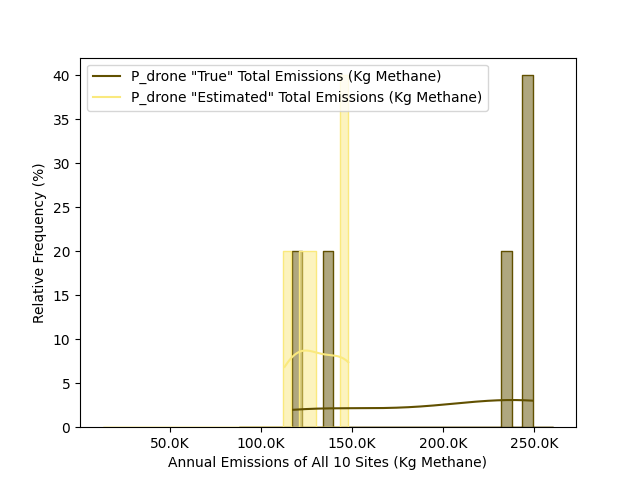 P_drone "True" Total Emissions (Kg Methane)
P_drone "Estimated" Total Emissions (Kg Methane)
40
35
30
25
20
15
10
5
0
Relative Frequency (%)
50.0K 100.0K 150.0K 200.0K 250.0K
Annual Emissions of All 10 Sites (Kg Methane)